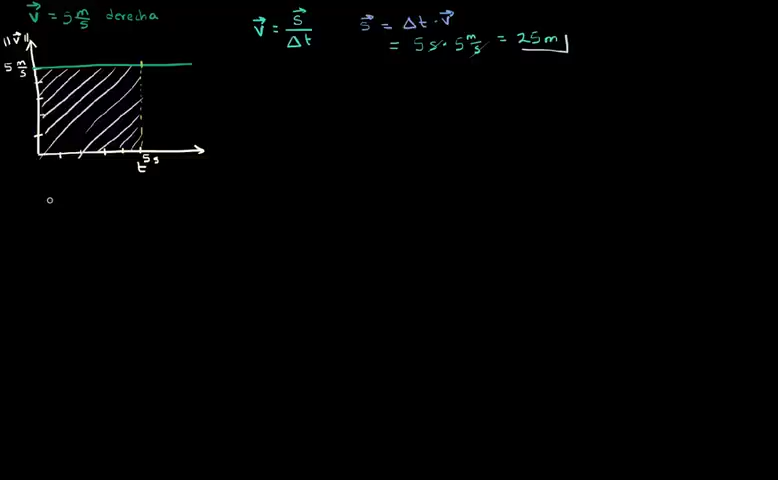 v⃗ = 5 m/s derecha
v⃗ = s⃗/Δt
s⃗ = Δt · v⃗
= 5 s · 5 m/s = 25 m
||v⃗||
5 m/s
5 s
t